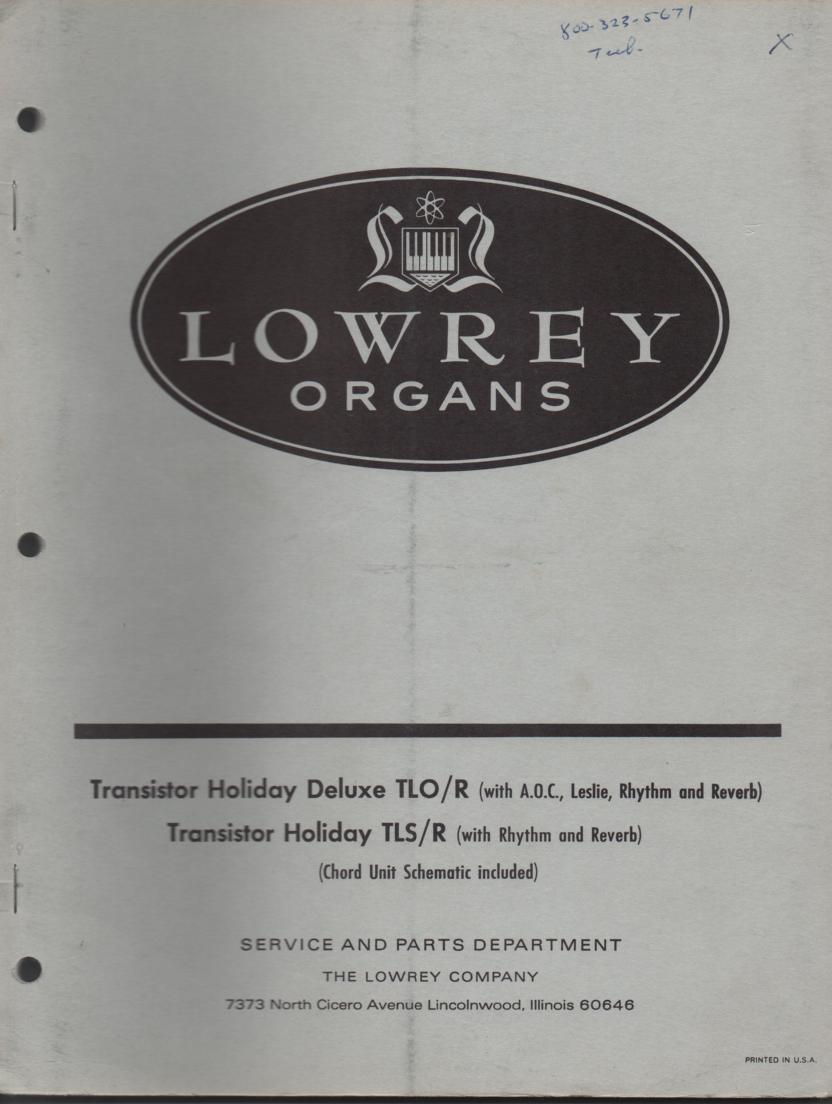 800-323-5671
X
LOWREY
ORGANS
Transistor Holiday Deluxe TLO/R (with A.O.C., Leslie, Rhythm and Reverb)
Transistor Holiday TLS/R (with Rhythm and Reverb)
(Chord Unit Schematic included)
SERVICE AND PARTS DEPARTMENT
THE LOWREY COMPANY
7373 North Cicero Avenue Lincolnwood, Illinois 60646
PRINTED IN U.S.A.